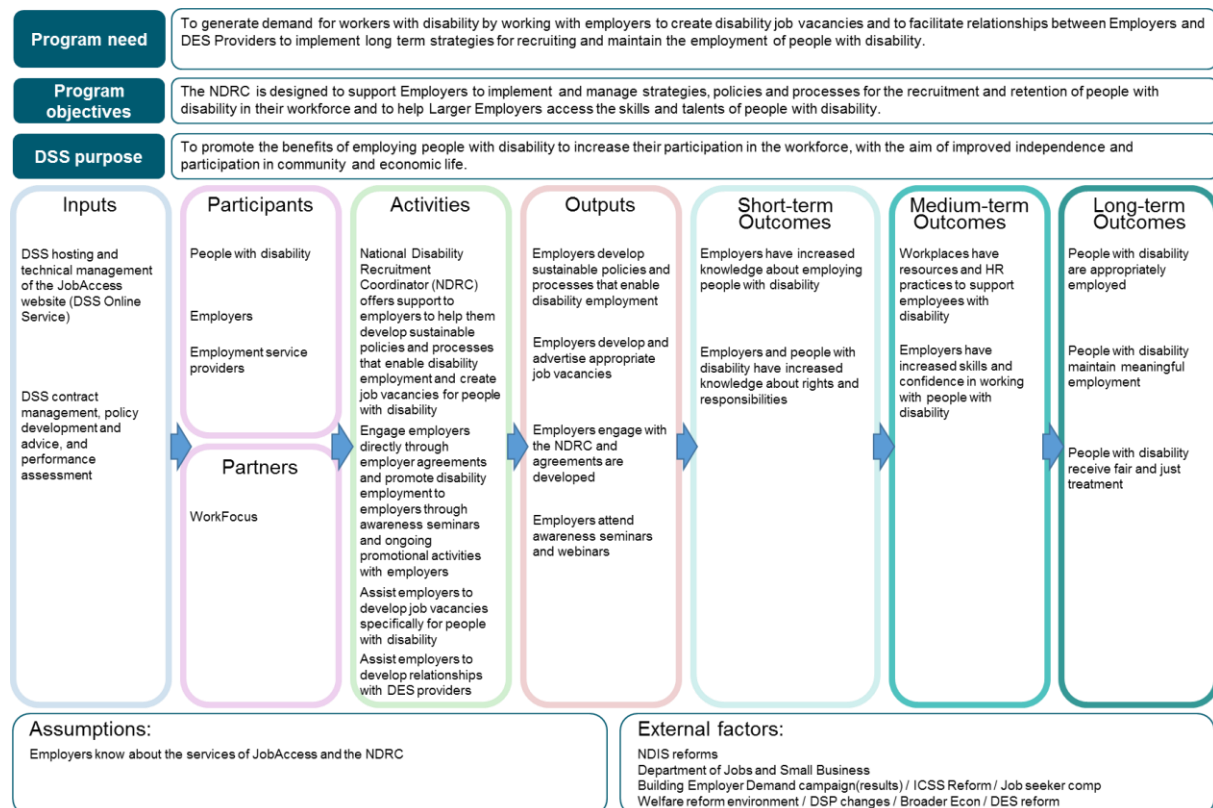 Program need
To generate demand for workers with disability by working with employers to create disability job vacancies and to facilitate relationships between Employers and
DES Providers to implement long term strategies for recruiting and maintain the employment of people with disability.
Program
objectives
The NDRC is designed to support Employers to implement and manage strategies, policies and processes for the recruitment and retention of people with
disability in their workforce and to help Larger Employers access the skills and talents of people with disability.
DSS purpose
To promote the benefits of employing people with disability to increase their participation in the workforce, with the aim of improved independence and
participation in community and economic life.
Inputs
DSS hosting and
technical management
of the JobAccess
website (DSS Online
Service)
DSS contract
management, policy
development and
advice, and
performance
assessment
Participants
People with disability
Employers
Employment service
providers
Partners
WorkFocus
Activities
National Disability
Recruitment
Coordinator (NDRC)
offers support to
employers to help them
develop sustainable
policies and processes
that enable disability
employment and create
job vacancies for people
with disability
Engage employers
directly through
employer agreements
and promote disability
employment to
employers through
awareness seminars
and ongoing
promotional activities
with employers
Assist employers to
develop job vacancies
specifically for people
with disability
Assist employers to
develop relationships
with DES providers
Outputs
Employers develop
sustainable policies and
processes that enable
disability employment
Employers develop and
advertise appropriate
job vacancies
Employers engage with
the NDRC and
agreements are
developed
Employers attend
awareness seminars
and webinars
Short-term
Outcomes
Employers have increased
knowledge about employing
people with disability
Employers and people with
disability have increased
knowledge about rights and
responsibilities
Medium-term
Outcomes
Workplaces have
resources and HR
practices to support
employees with
disability
Employers have
increased skills and
confidence in working
with people with
disability
Long-term
Outcomes
People with disability
are appropriately
employed
People with disability
maintain meaningful
employment
People with disability
receive fair and just
treatment
Assumptions:
Employers know about the services of JobAccess and the NDRC
External factors:
NDIS reforms
Department of Jobs and Small Business
Building Employer Demand campaign(results) / ICSS Reform / Job seeker comp
Welfare reform environment / DSP changes / Broader Econ / DES reform